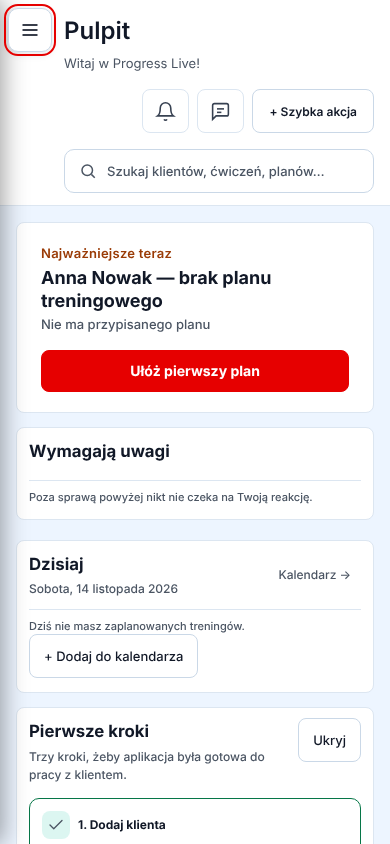 Pulpit
Witaj w Progress Live!
+ Szybka akcja
Szukaj klientów, ćwiczeń, planów...
Najważniejsze teraz
Anna Nowak — brak planu
treningowego
Nie ma przypisanego planu
Ułóż pierwszy plan
Wymagają uwagi
Poza sprawą powyżej nikt nie czeka na Twoją reakcję.
Dzisiaj
Sobota, 14 listopada 2026
Kalendarz →
Dziś nie masz zaplanowanych treningów.
+ Dodaj do kalendarza
Pierwsze kroki
Trzy kroki, żeby aplikacja była gotowa do
pracy z klientem.
Ukryj
1. Dodaj klienta